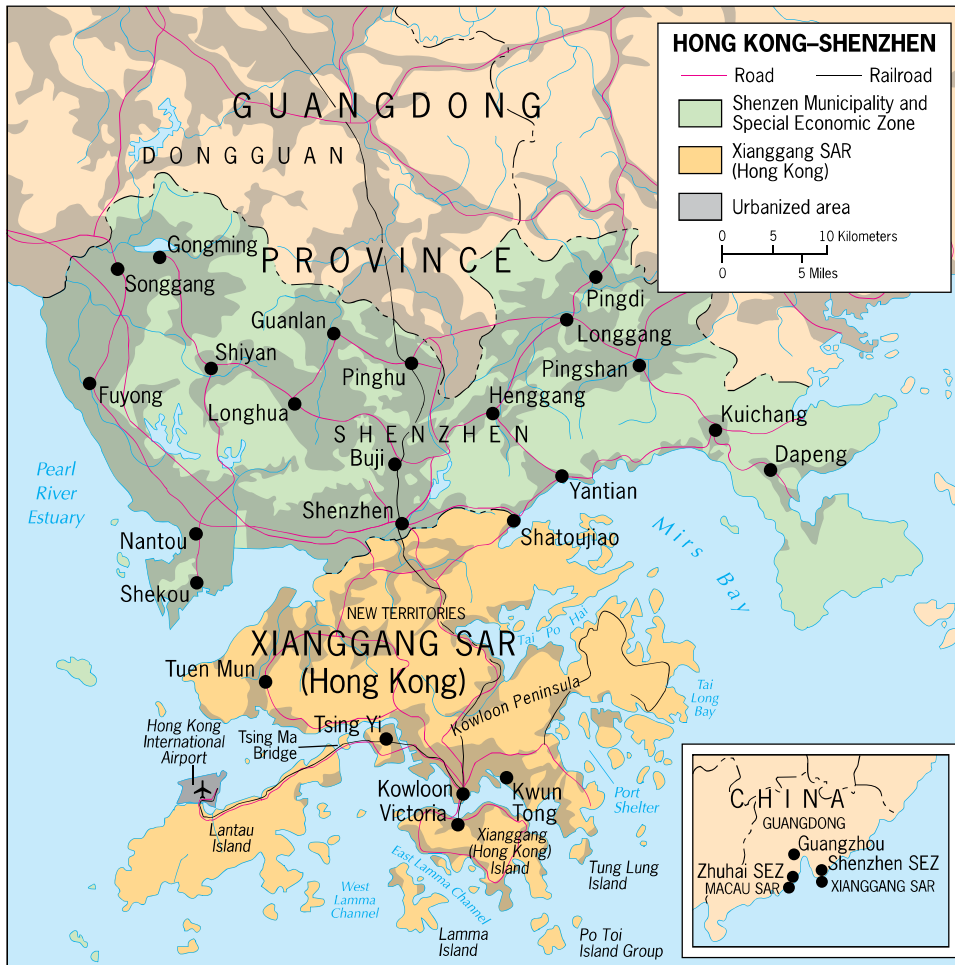 HONG KONG–SHENZHEN
Road
Railroad
Shenzen Municipality and
Special Economic Zone
Xianggang SAR
(Hong Kong)
Urbanized area
0 5 10 Kilometers
0 5 Miles
GUANGDONG
DONGGUAN
PROVINCE
Gongming
Songgang
Pingdi
Guanlan
Longgang
Shiyan
Pinghu
Pingshan
Fuyong
Longhua
Henggang
Kuichang
SHENZHEN
Buji
Dapeng
Pearl
River
Estuary
Yantian
Shenzhen
Nantou
Shatoujiao
Mirs Bay
Shekou
NEW TERRITORIES
Tai Po Hai
XIANGGANG SAR
(Hong Kong)
Tuen Mun
Kowloon Peninsula
Tai
Long
Bay
Tsing Yi
Hong Kong
International
Airport
Tsing Ma
Bridge
Kowloon
Victoria
Kwun
Tong
Port
Shelter
Lantau
Island
Xianggang
(Hong Kong)
Island
East Lamma Channel
Tung Lung
Island
West
Lamma
Channel
Lamma
Island
Po Toi
Island Group
CHINA
GUANGDONG
Guangzhou
Shenzhen SEZ
Zhuhai SEZ
MACAU SAR
XIANGGANG SAR